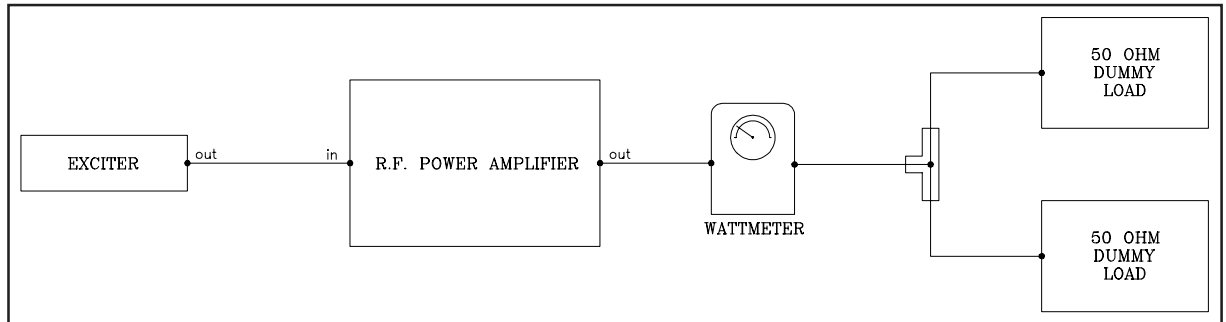 EXCITER
out
in
R.F. POWER AMPLIFIER
out
WATTMETER
50 OHM
DUMMY
LOAD
50 OHM
DUMMY
LOAD